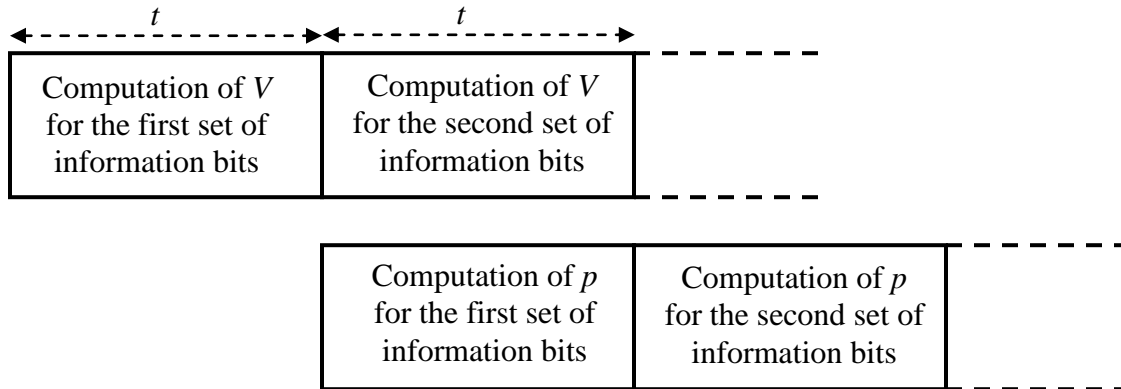 t
t
Computation of V
for the first set of
information bits
Computation of V
for the second set of
information bits
Computation of p
for the first set of
information bits
Computation of p
for the second set of
information bits